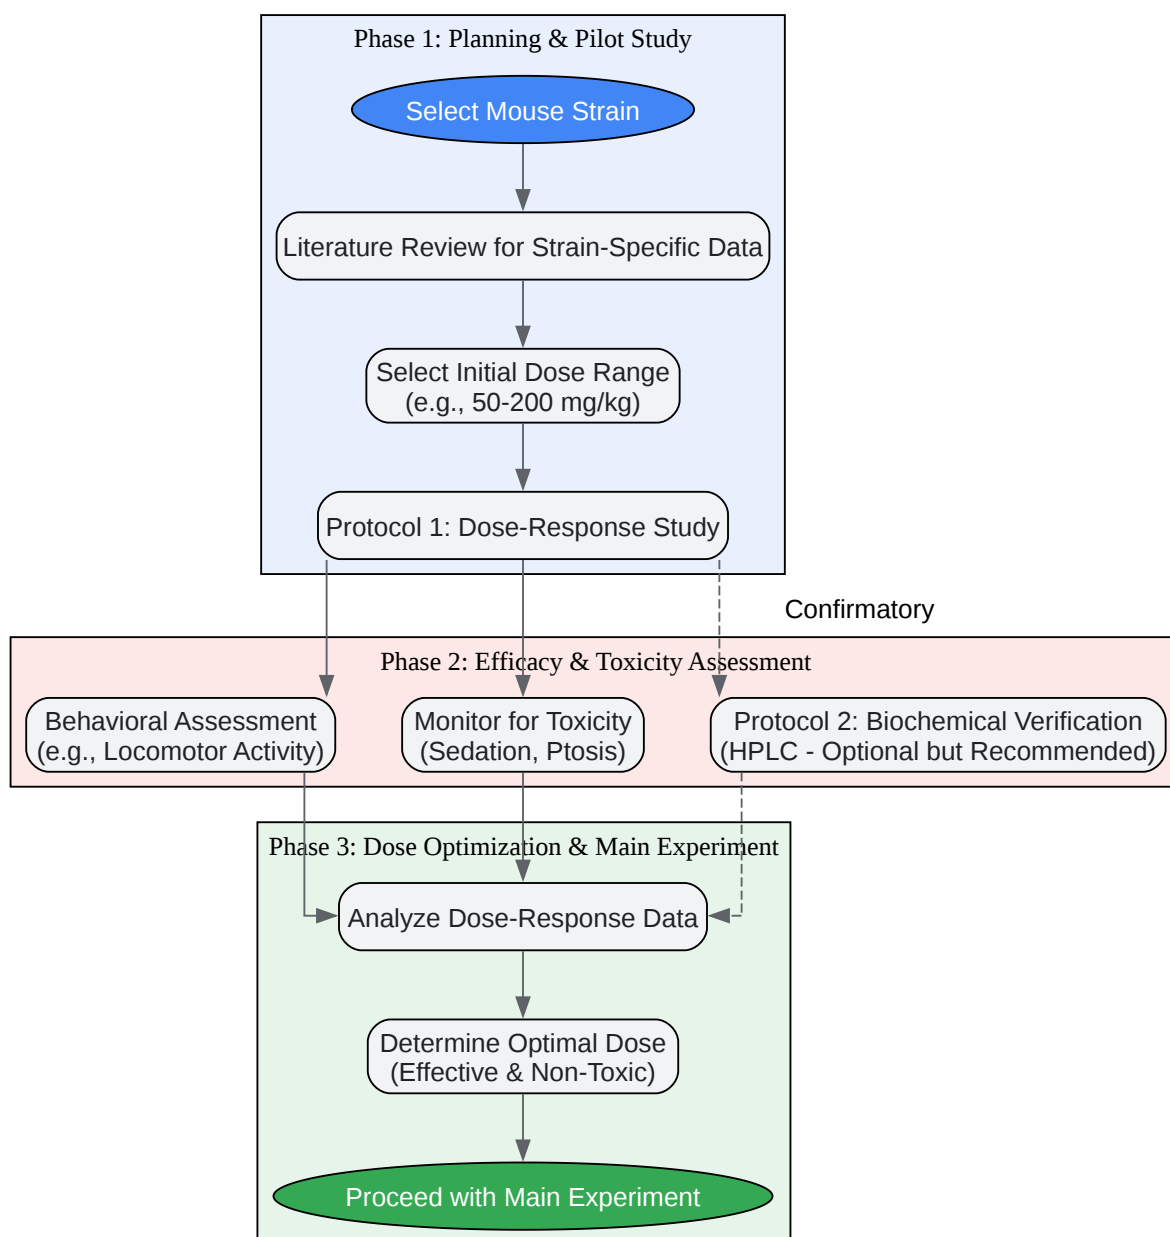 Phase 1: Planning & Pilot Study
Select Mouse Strain
Literature Review for Strain-Specific Data
Select Initial Dose Range
(e.g., 50-200 mg/kg)
Protocol 1: Dose-Response Study
Confirmatory
Phase 2: Efficacy & Toxicity Assessment
Behavioral Assessment
(e.g., Locomotor Activity)
Monitor for Toxicity
(Sedation, Ptosis)
Protocol 2: Biochemical Verification
(HPLC - Optional but Recommended)
Phase 3: Dose Optimization & Main Experiment
Analyze Dose-Response Data
Determine Optimal Dose
(Effective & Non-Toxic)
Proceed with Main Experiment